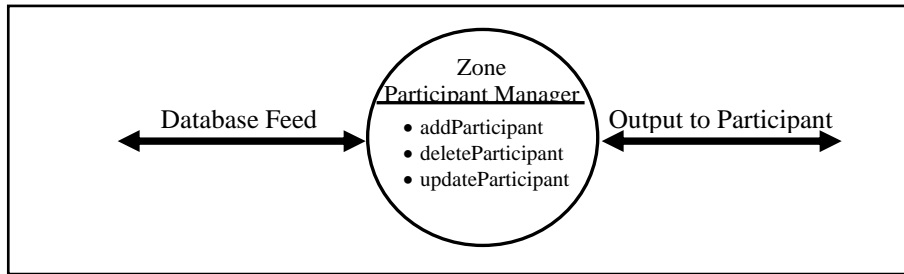 Zone
Participant Manager
Database Feed
• addParticipant
• deleteParticipant
• updateParticipant
Output to Participant